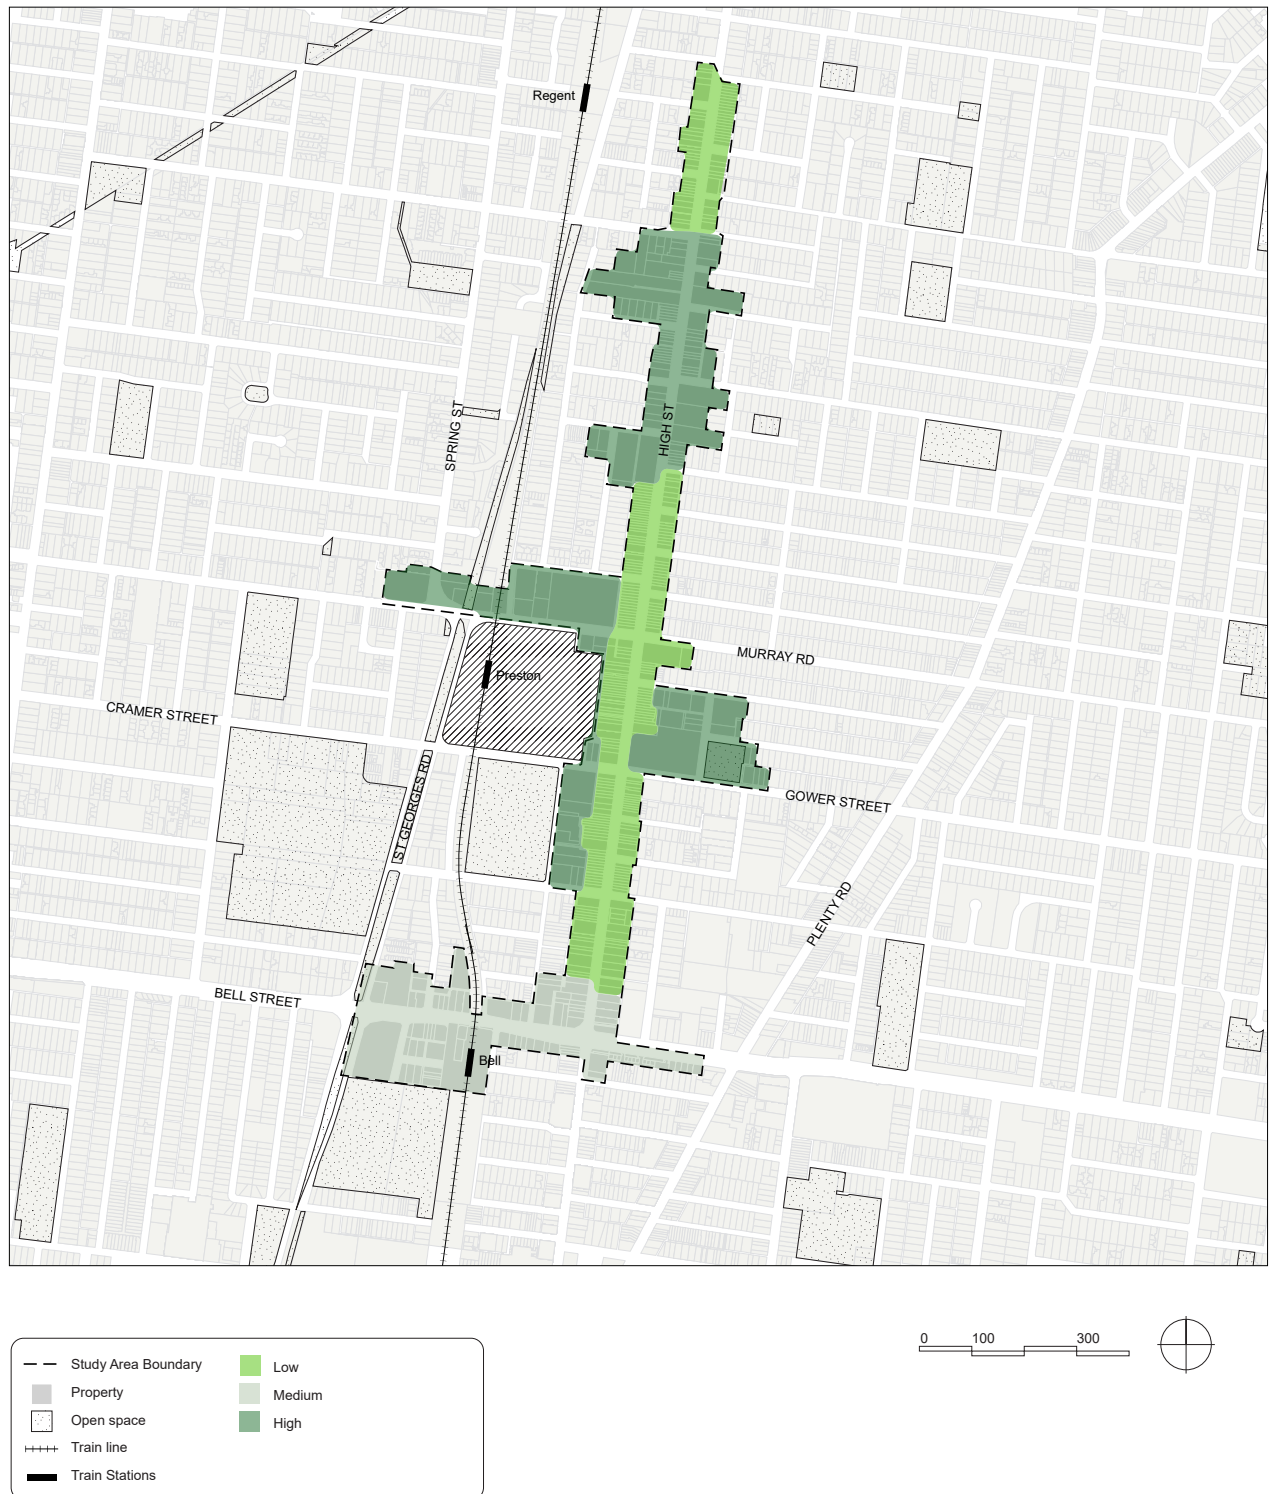 Regent
SPRING ST
HIGH ST
MURRAY RD
Preston
CRAMER STREET
ST GEORGES RD
GOWER STREET
PLENTY RD
BELL STREET
Bell
0 100 300
Study Area Boundary
Property
Open space
Train line
Train Stations
Low
Medium
High